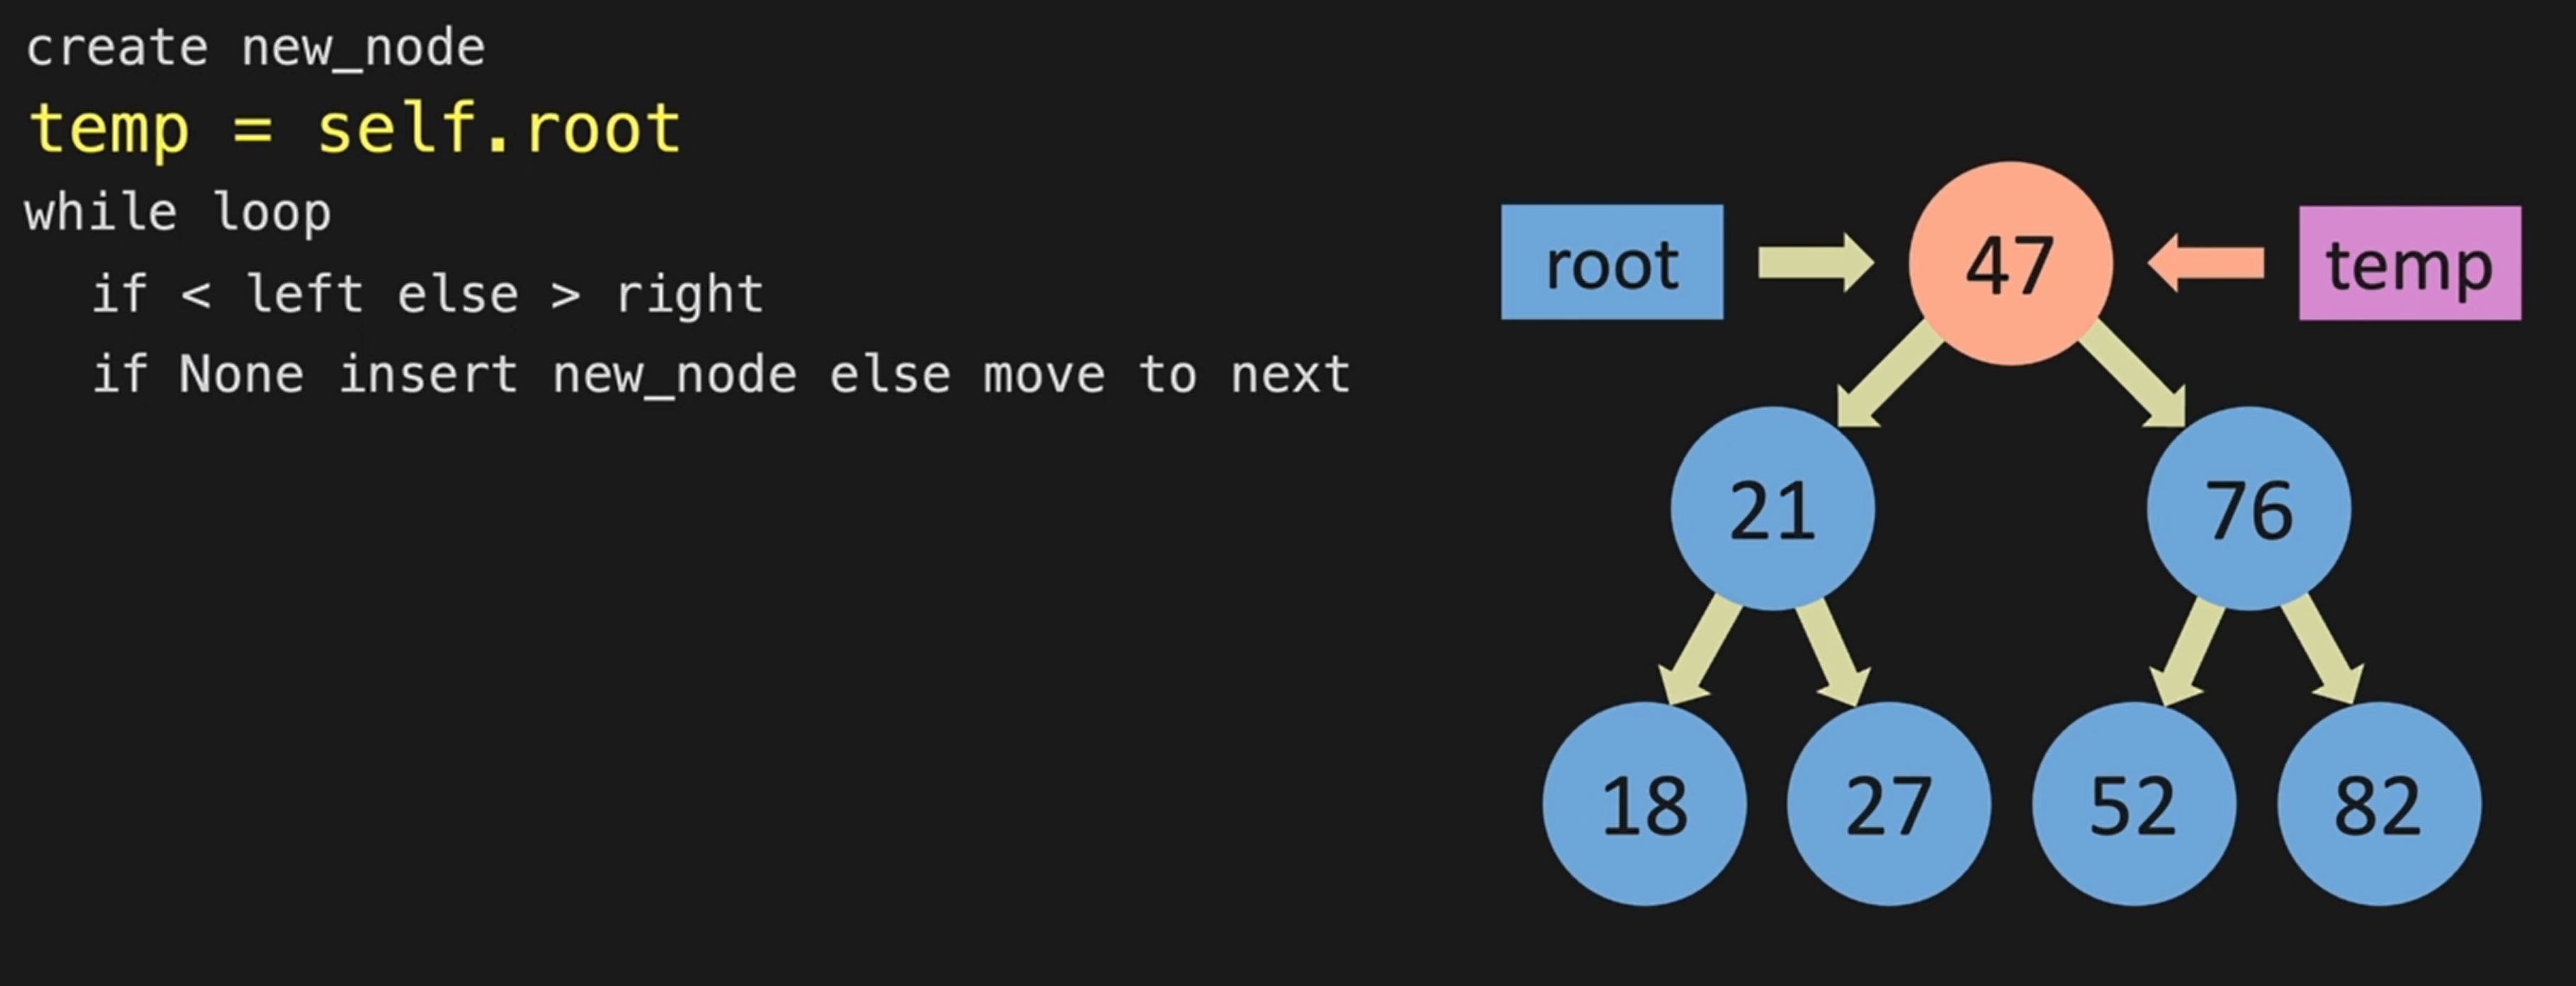 create new_node
temp = self.root
while loop
if < left else > right
if None insert new_node else move to next
root
47
temp
21
76
18
27
52
82